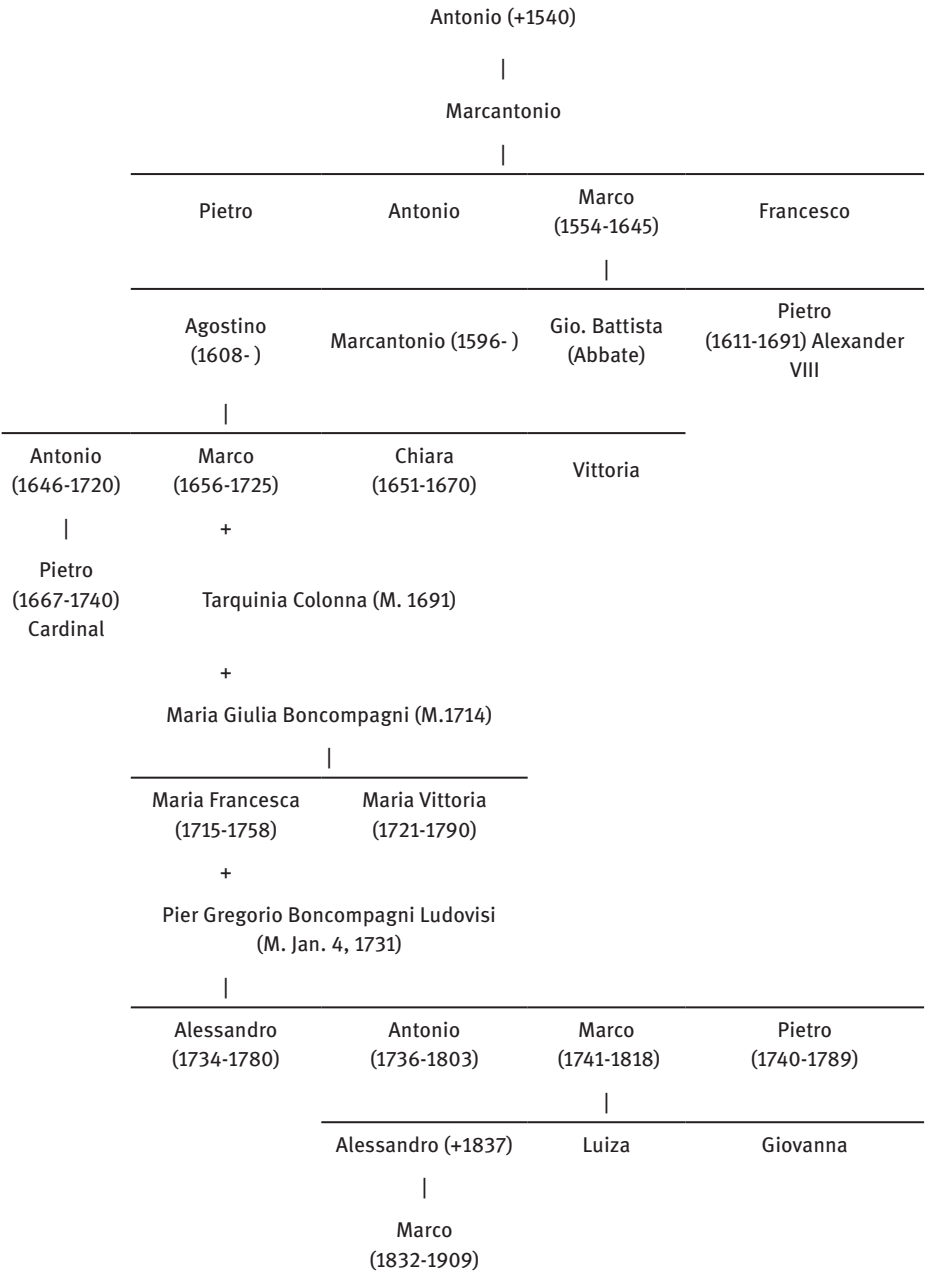 Antonio (+1540)
|
Marcantonio
|
Pietro Antonio Marco (1554-1645) Francesco
|
Agostino (1608- ) Marcantonio (1596- ) Gio. Battista (Abbate) Pietro (1611-1691) Alexander VIII
|
Antonio (1646-1720) Marco (1656-1725) Chiara (1651-1670) Vittoria
| +
Pietro (1667-1740) Cardinal Tarquinia Colonna (M. 1691)
+
Maria Giulia Boncompagni (M.1714)
|
Maria Francesca (1715-1758) Maria Vittoria (1721-1790)
+
Pier Gregorio Boncompagni Ludovisi
(M. Jan. 4, 1731)
|
Alessandro (1734-1780) Antonio (1736-1803) Marco (1741-1818) Pietro (1740-1789)
|
Alessandro (+1837) Luiza Giovanna
|
Marco
(1832-1909)